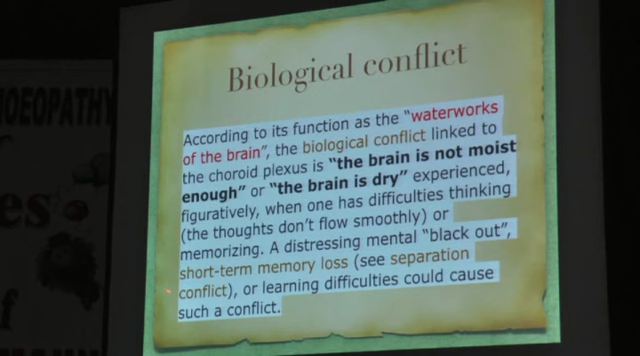 Biological conflict
According to its function as the "waterworks
of the brain", the biological conflict linked to
the choroid plexus is "the brain is not moist
enough" or "the brain is dry" experienced,
figuratively, when one has difficulties thinking
(the thoughts don't flow smoothly) or
memorizing. A distressing mental "black out",
short-term memory loss (see separation
conflict), or learning difficulties could cause
such a conflict.